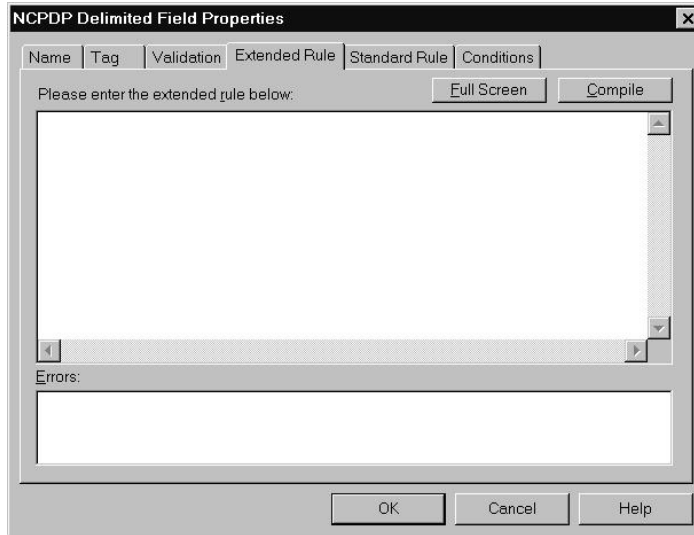 NCPDP Delimited Field Properties
Name Tag Validation Extended Rule Standard Rule Conditions
Please enter the extended rule below: Full Screen Compile
Errors:
OK Cancel Help